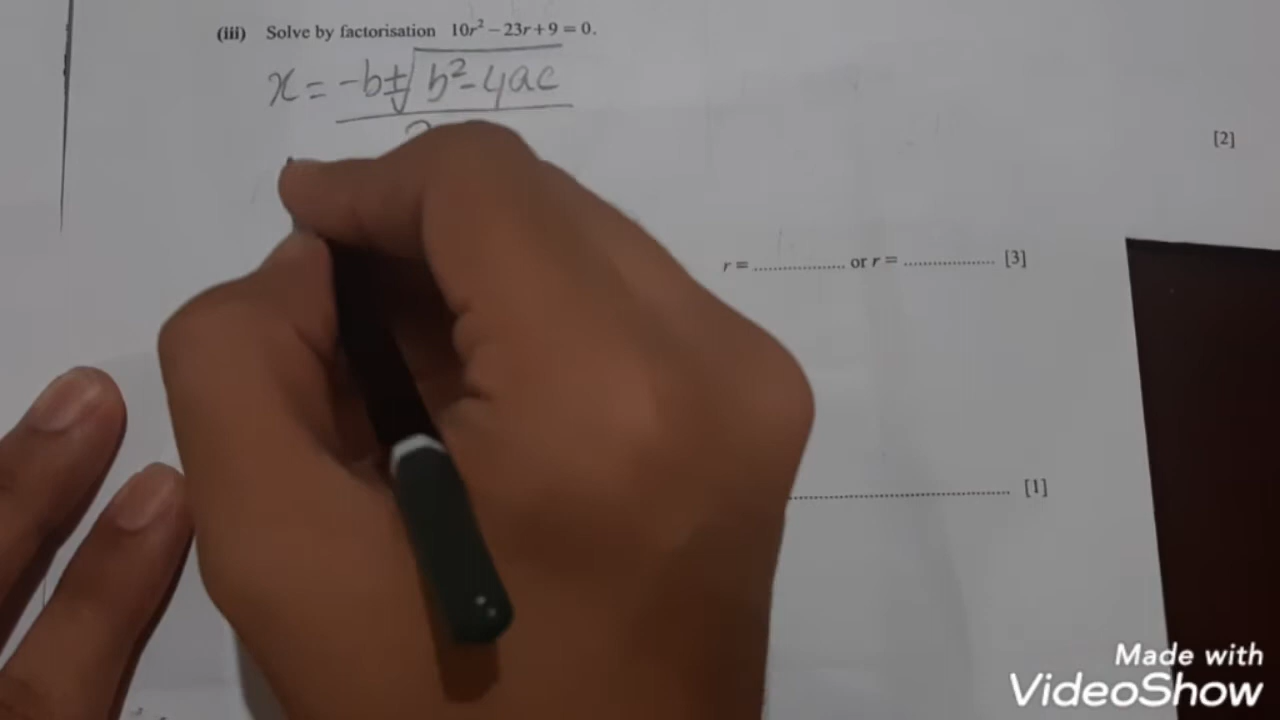 (iii) Solve by factorisation 10r² − 23r + 9 = 0.
x = -b ± √b² - 4ac
[2]
r = .................. or r = .................. [3]
.......................................... [1]
Made with
VideoShow